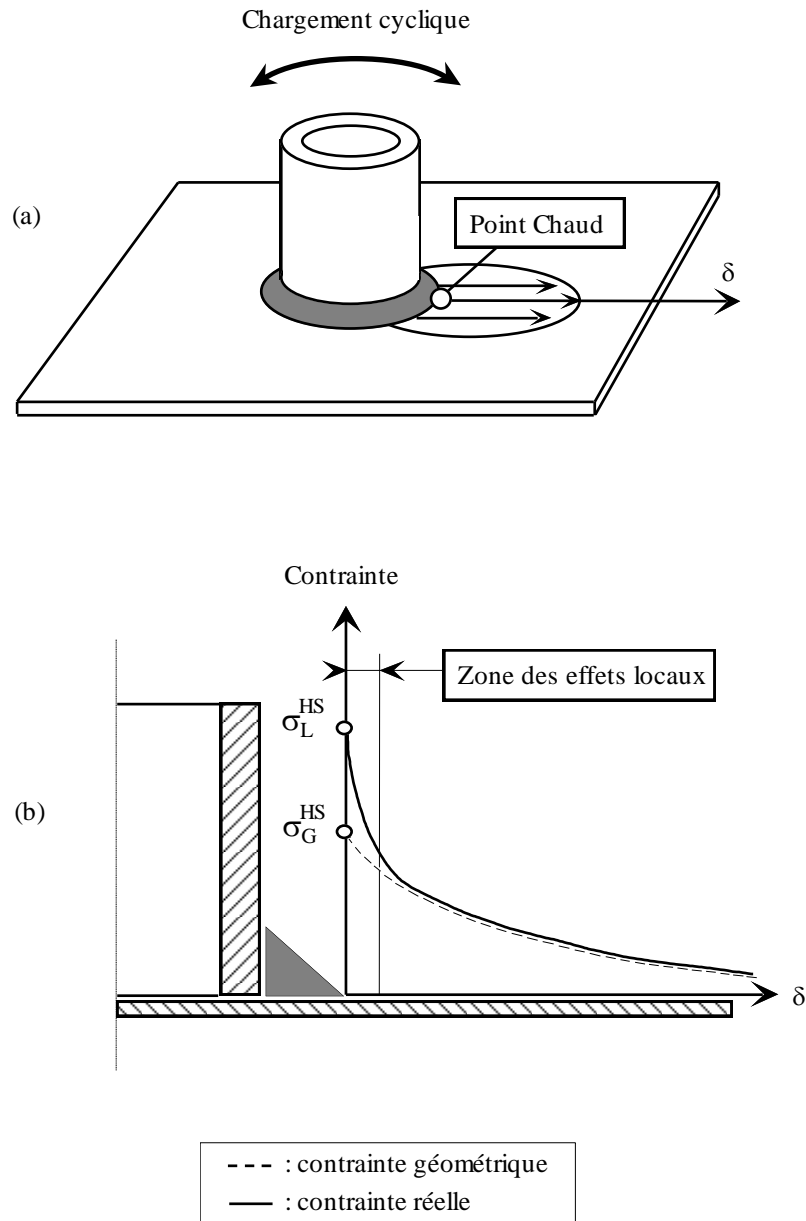 Chargement cyclique
(a)
Point Chaud
δ
Contrainte
Zone des effets locaux
σ_L^HS
σ_G^HS
(b)
δ
: contrainte géométrique
: contrainte réelle